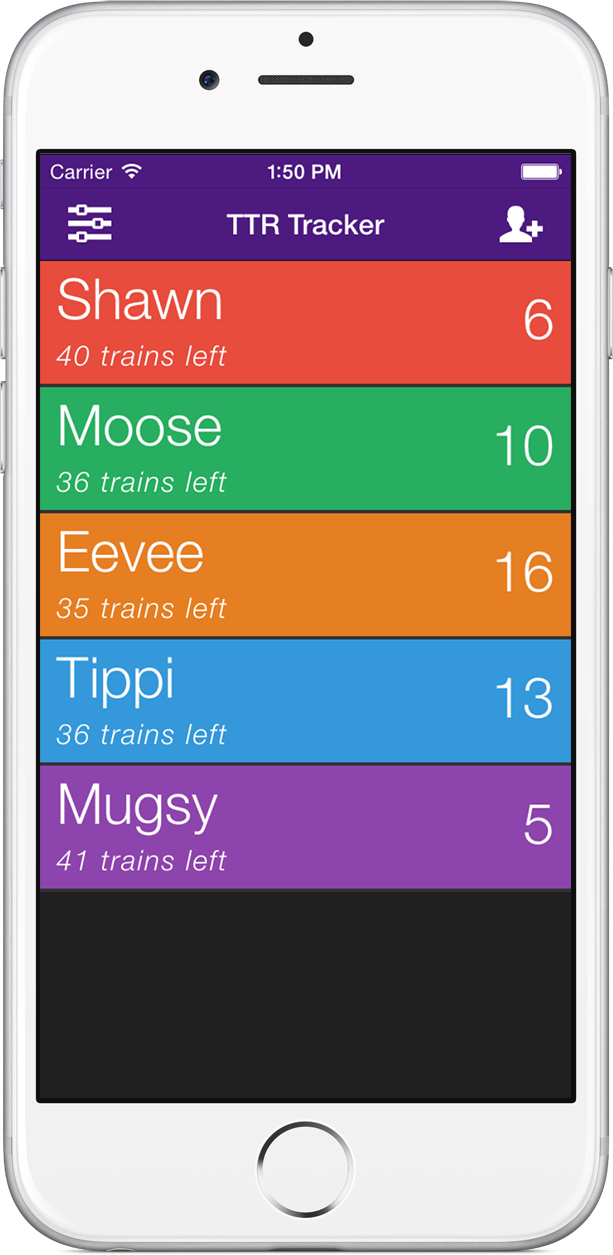 Carrier 1:50 PM
TTR Tracker
Shawn 6
40 trains left
Moose 10
36 trains left
Eevee 16
35 trains left
Tippi 13
36 trains left
Mugsy 5
41 trains left